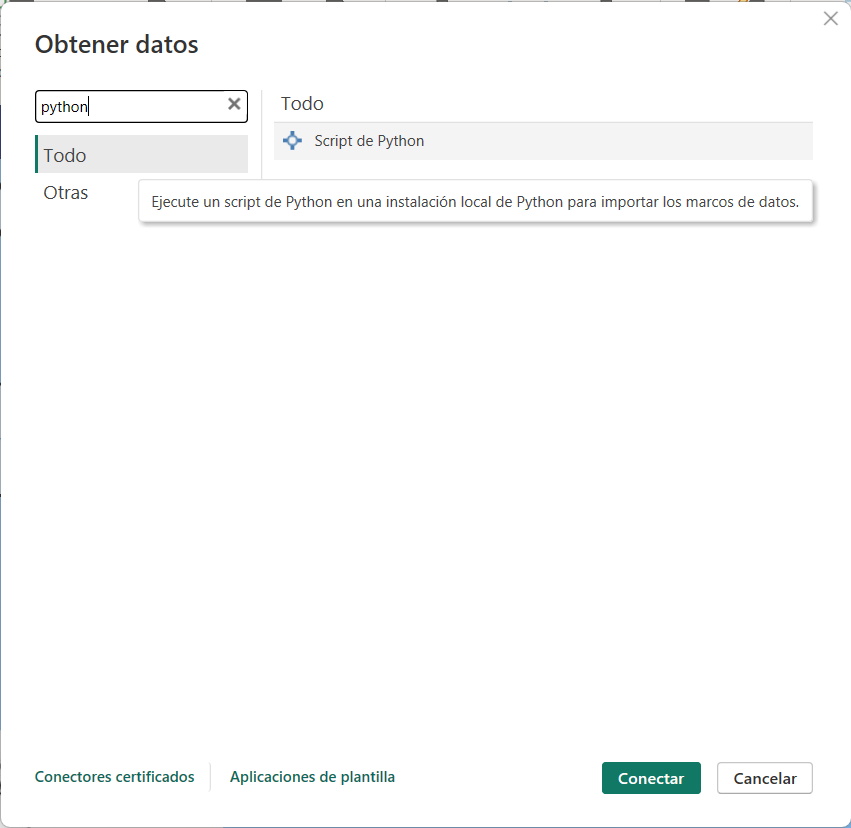 Obtener datos
python
Todo
Otras
Todo
Script de Python
Ejecute un script de Python en una instalación local de Python para importar los marcos de datos.
Conectores certificados
Aplicaciones de plantilla
Conectar
Cancelar